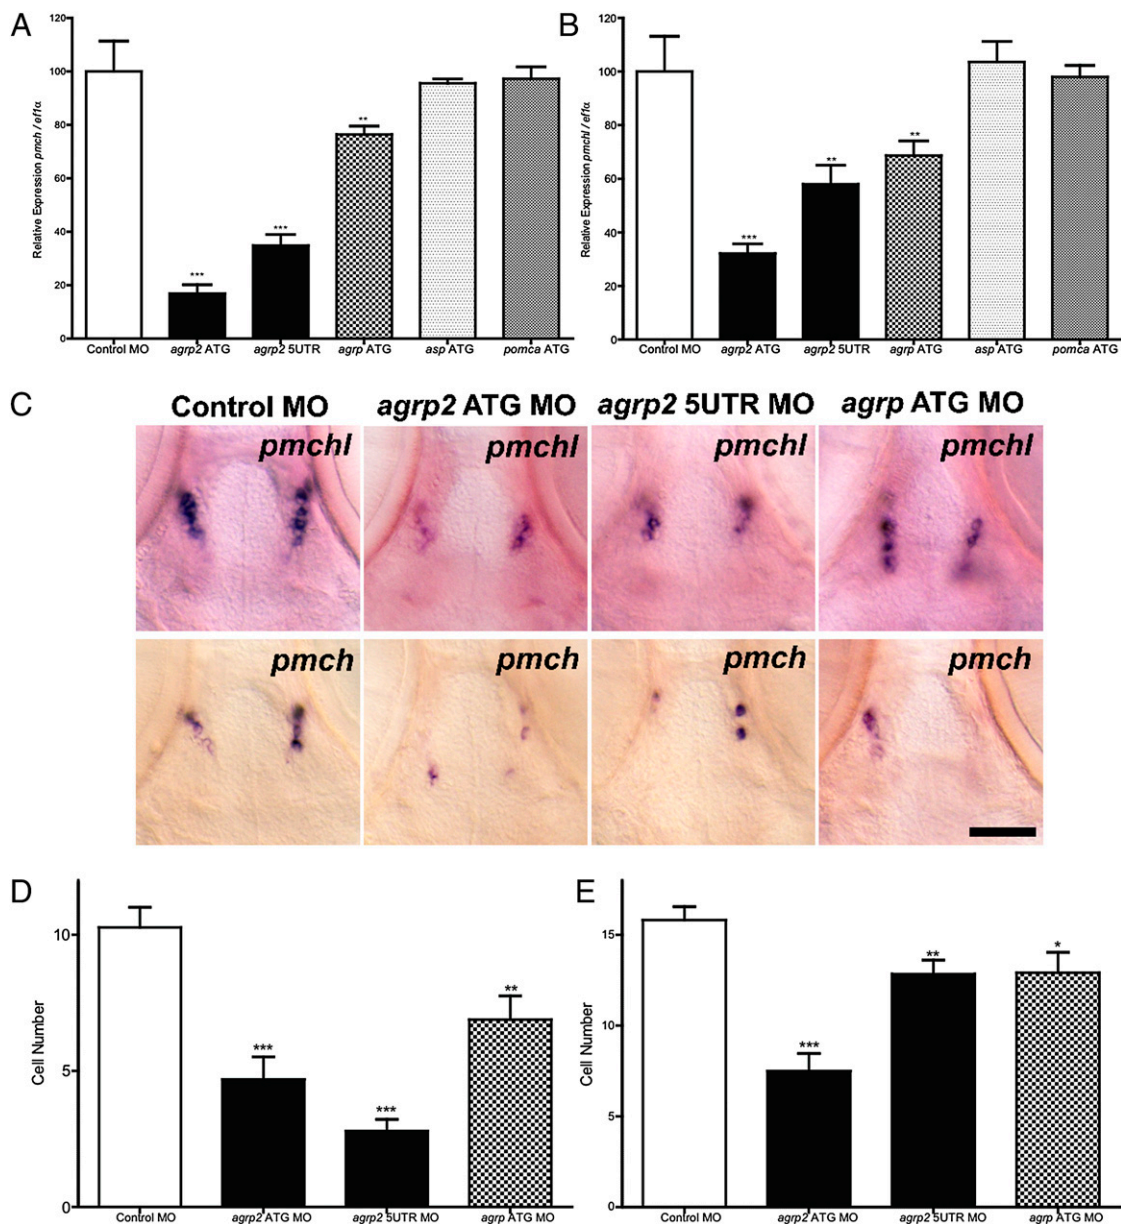 A
Relative Expression pmch / ef1α
120
100
80
60
40
20
0
***
***
**
Control MO
agrp2 ATG
agrp2 5UTR
agrp ATG
asp ATG
pomca ATG
B
Relative Expression pmchl / ef1α
120
100
80
60
40
20
0
***
**
**
Control MO
agrp2 ATG
agrp2 5UTR
agrp ATG
asp ATG
pomca ATG
C
Control MO
agrp2 ATG MO
agrp2 5UTR MO
agrp ATG MO
pmchl
pmchl
pmchl
pmchl
pmch
pmch
pmch
pmch
D
Cell Number
10
5
0
***
***
**
Control MO
agrp2 ATG MO
agrp2 5UTR MO
agrp ATG MO
E
Cell Number
15
10
5
0
***
**
*
Control MO
agrp2 ATG MO
agrp2 5UTR MO
agrp ATG MO